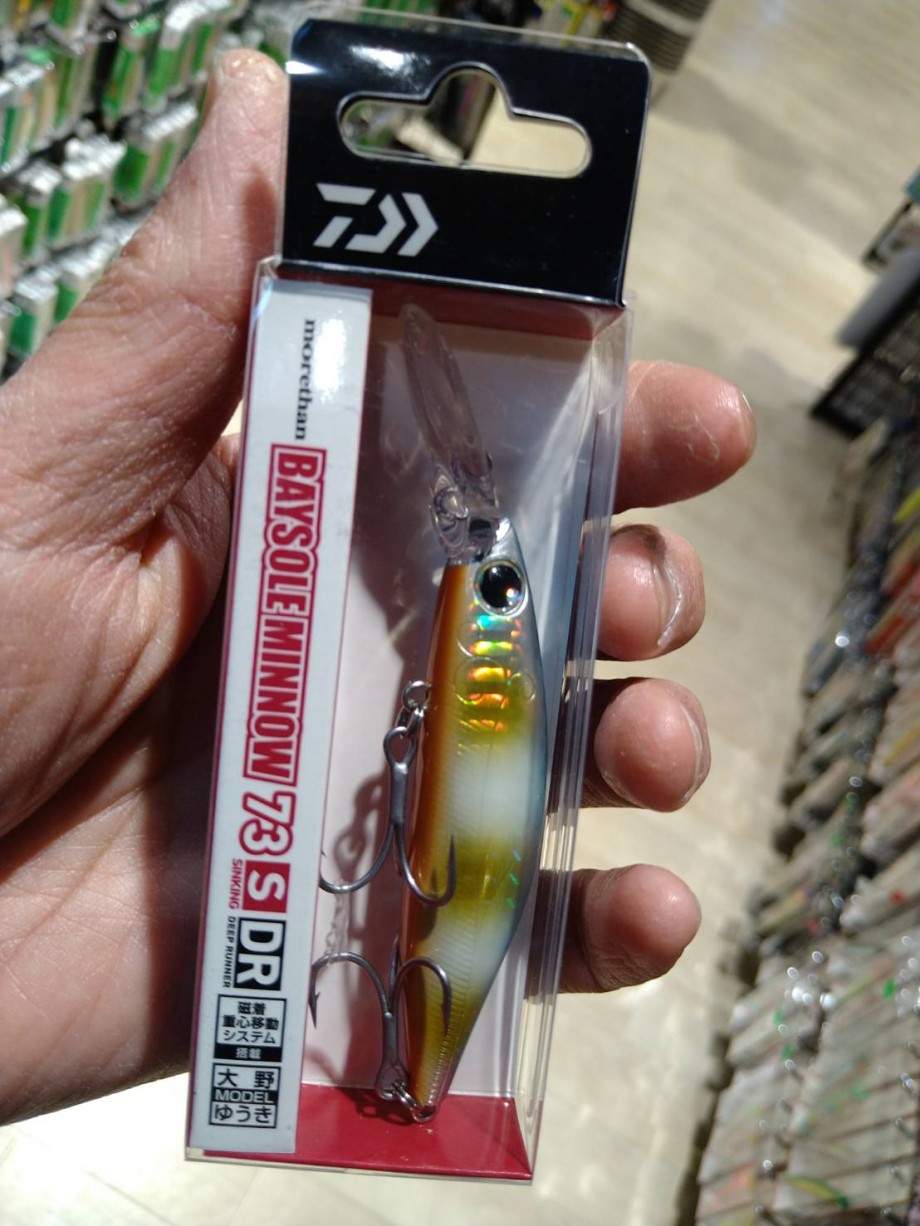 morethan
BAYSOLE MINNOW 73 S DR
SINKING
DEEP RUNNER
磁着
重心移動
システム
搭載
大野
MODEL
ゆうき